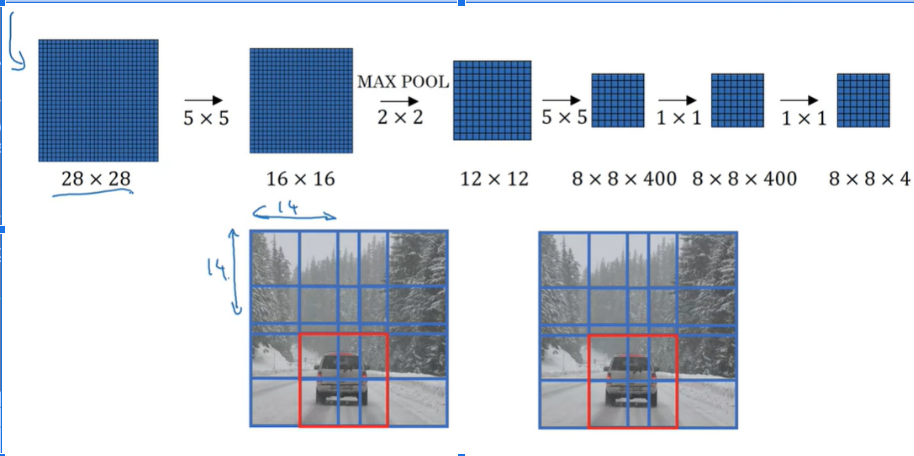 MAX POOL
5 × 5
2 × 2
5 × 5
1 × 1
1 × 1
28 × 28
16 × 16
12 × 12
8 × 8 × 400
8 × 8 × 400
8 × 8 × 4
14
14